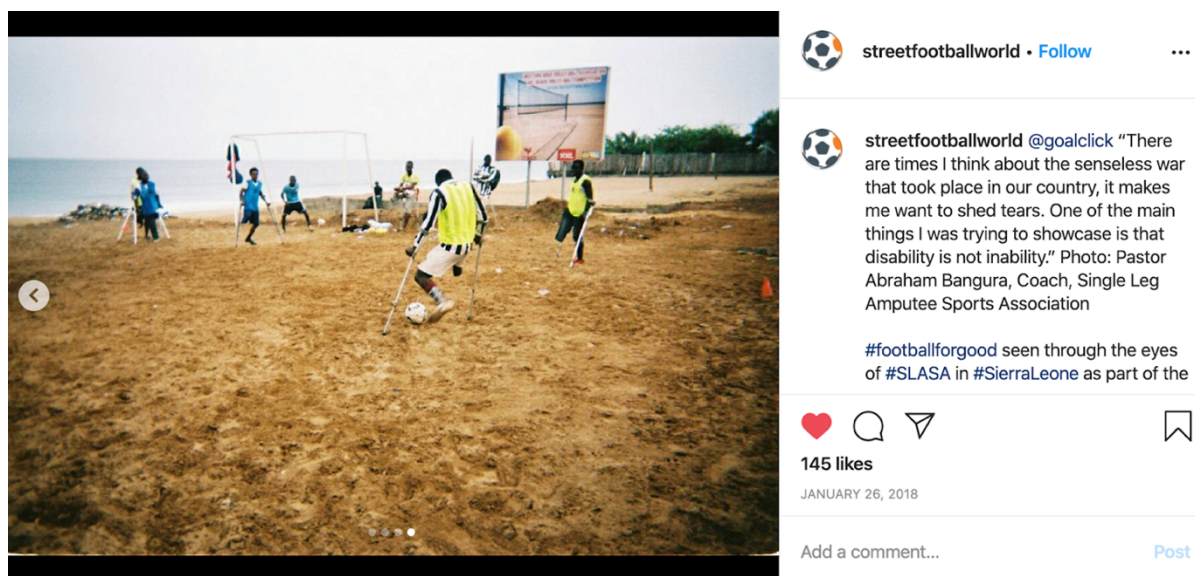 streetfootballworld • Follow
streetfootballworld @goalclick “There
are times I think about the senseless war
that took place in our country, it makes
me want to shed tears. One of the main
things I was trying to showcase is that
disability is not inability.” Photo: Pastor
Abraham Bangura, Coach, Single Leg
Amputee Sports Association
#footballforgood seen through the eyes
of #SLASA in #SierraLeone as part of the
145 likes
JANUARY 26, 2018
Add a comment... Post